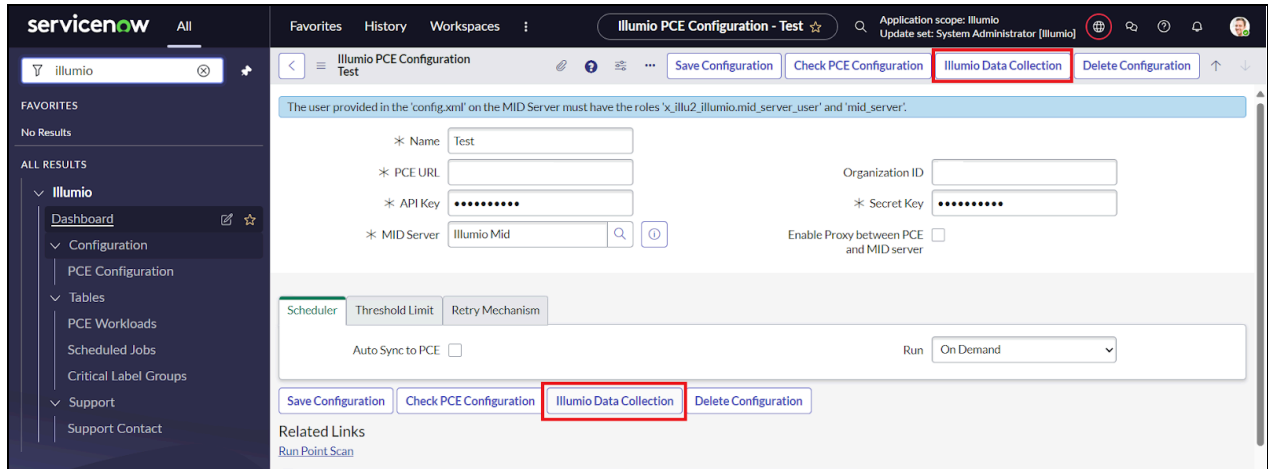 servicenow All Favorites History Workspaces Illumio PCE Configuration - Test Application scope: Illumio
Update set: System Administrator [Illumio]
illumio
FAVORITES
No Results
ALL RESULTS
Illumio
Dashboard
Configuration
PCE Configuration
Tables
PCE Workloads
Scheduled Jobs
Critical Label Groups
Support
Support Contact
Illumio PCE Configuration
Test
Save Configuration Check PCE Configuration Illumio Data Collection Delete Configuration
The user provided in the 'config.xml' on the MID Server must have the roles 'x_illu2_illumio.mid_server_user' and 'mid_server'.
Name Test
PCE URL Organization ID
API Key •••••••••• Secret Key ••••••••••
MID Server Illumio Mid Enable Proxy between PCE
and MID server
Scheduler Threshold Limit Retry Mechanism
Auto Sync to PCE Run On Demand
Save Configuration Check PCE Configuration Illumio Data Collection Delete Configuration
Related Links
Run Point Scan